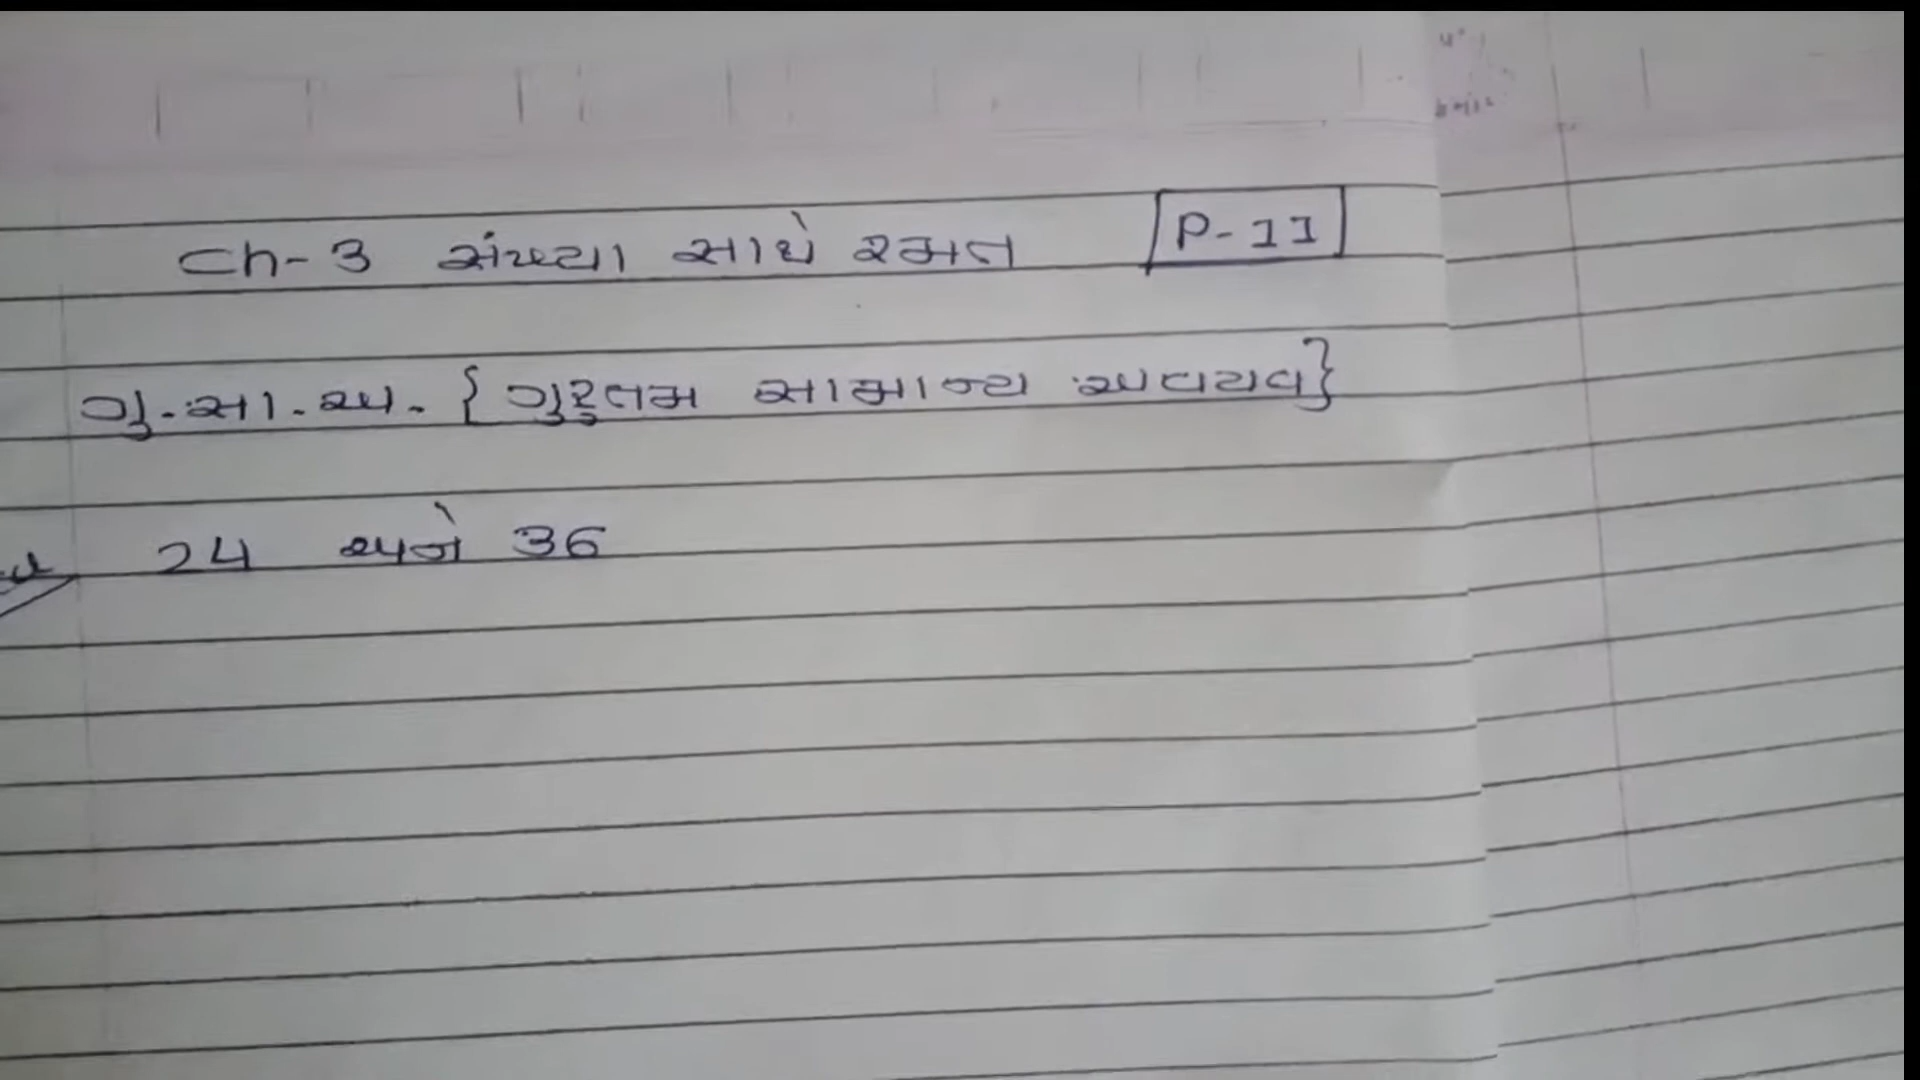 Ch-3 સંખ્યા સાથે રમત P-11
ગુ.સા.અ. {ગુરુતમ સામાન્ય અવયવ}
24 અને 36